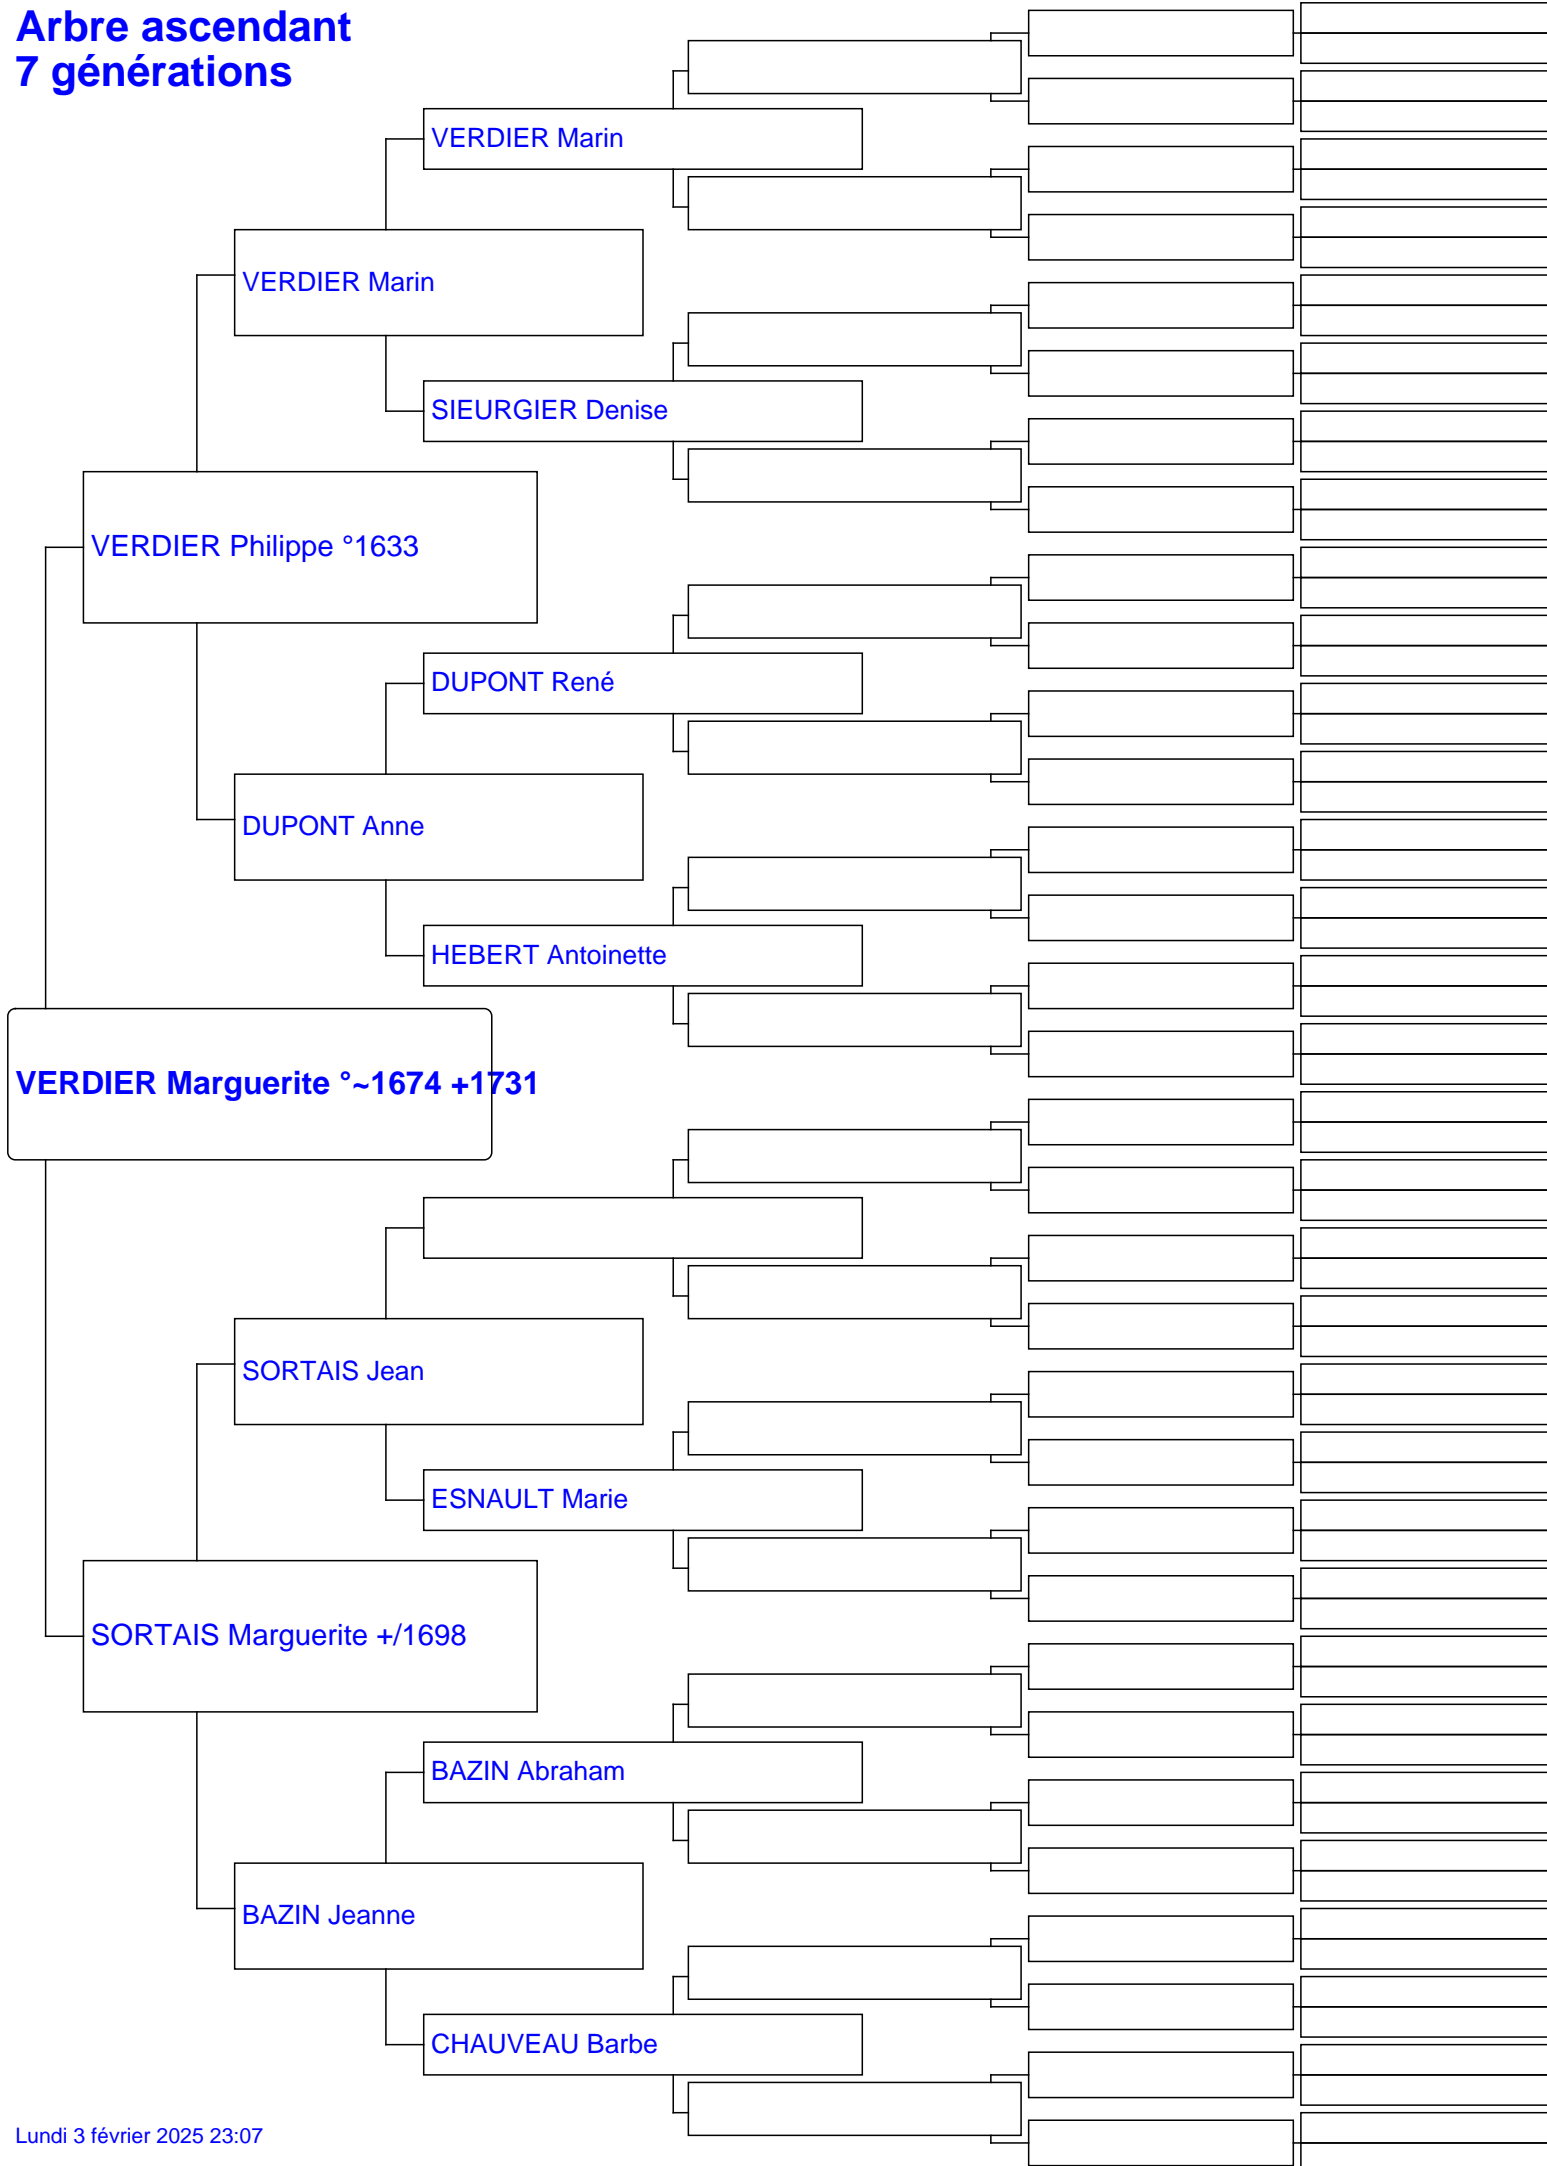 Arbre ascendant
7 générations
VERDIER Marin
VERDIER Marin
SIEURGIER Denise
VERDIER Philippe °1633
DUPONT René
DUPONT Anne
HEBERT Antoinette
VERDIER Marguerite °~1674 +1731
SORTAIS Jean
ESNAULT Marie
SORTAIS Marguerite +/1698
BAZIN Abraham
BAZIN Jeanne
CHAUVEAU Barbe
Lundi 3 février 2025 23:07